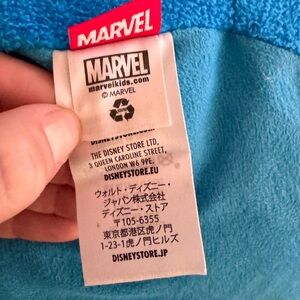 MARVEL
MARVEL
marvelkids.com
© MARVEL
DISNEYSTORE.COM
THE DISNEY STORE LTD,
3 QUEEN CAROLINE STREET,
LONDON W6 9PE.
DISNEYSTORE.EU
ウォルト・ディズニー・
ジャパン株式会社
ディズニー・ストア
〒105-6355
東京都港区虎ノ門
1-23-1虎ノ門ヒルズ
DISNEYSTORE.JP